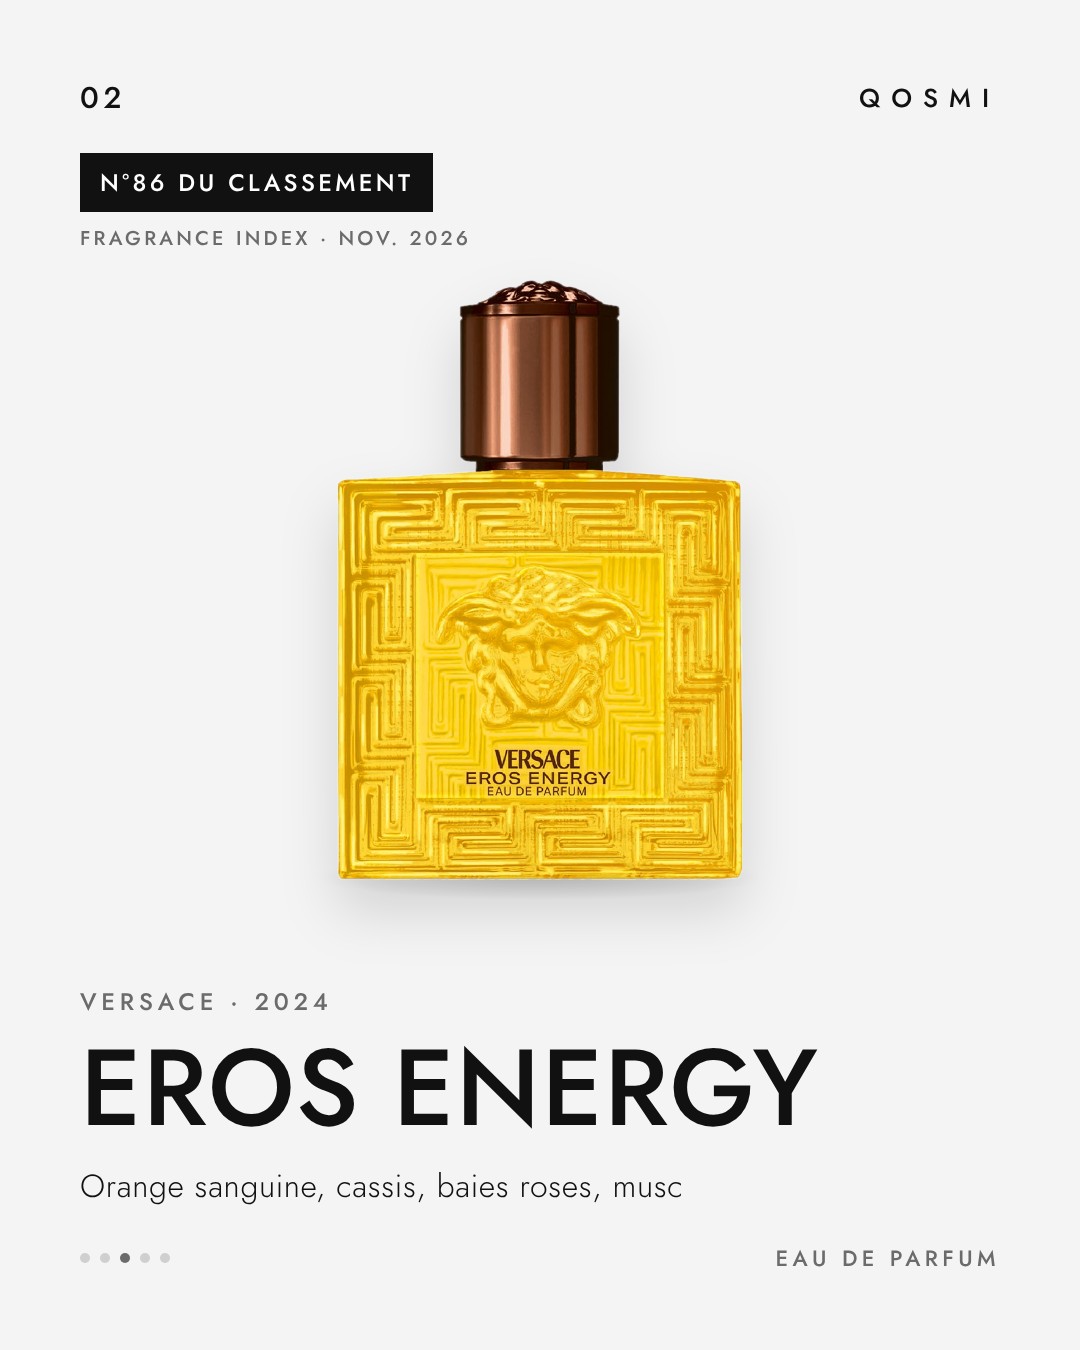 02
QOSMI
N°86 DU CLASSEMENT
FRAGRANCE INDEX · NOV. 2026
VERSACE
EROS ENERGY
EAU DE PARFUM
VERSACE · 2024
EROS ENERGY
Orange sanguine, cassis, baies roses, musc
EAU DE PARFUM